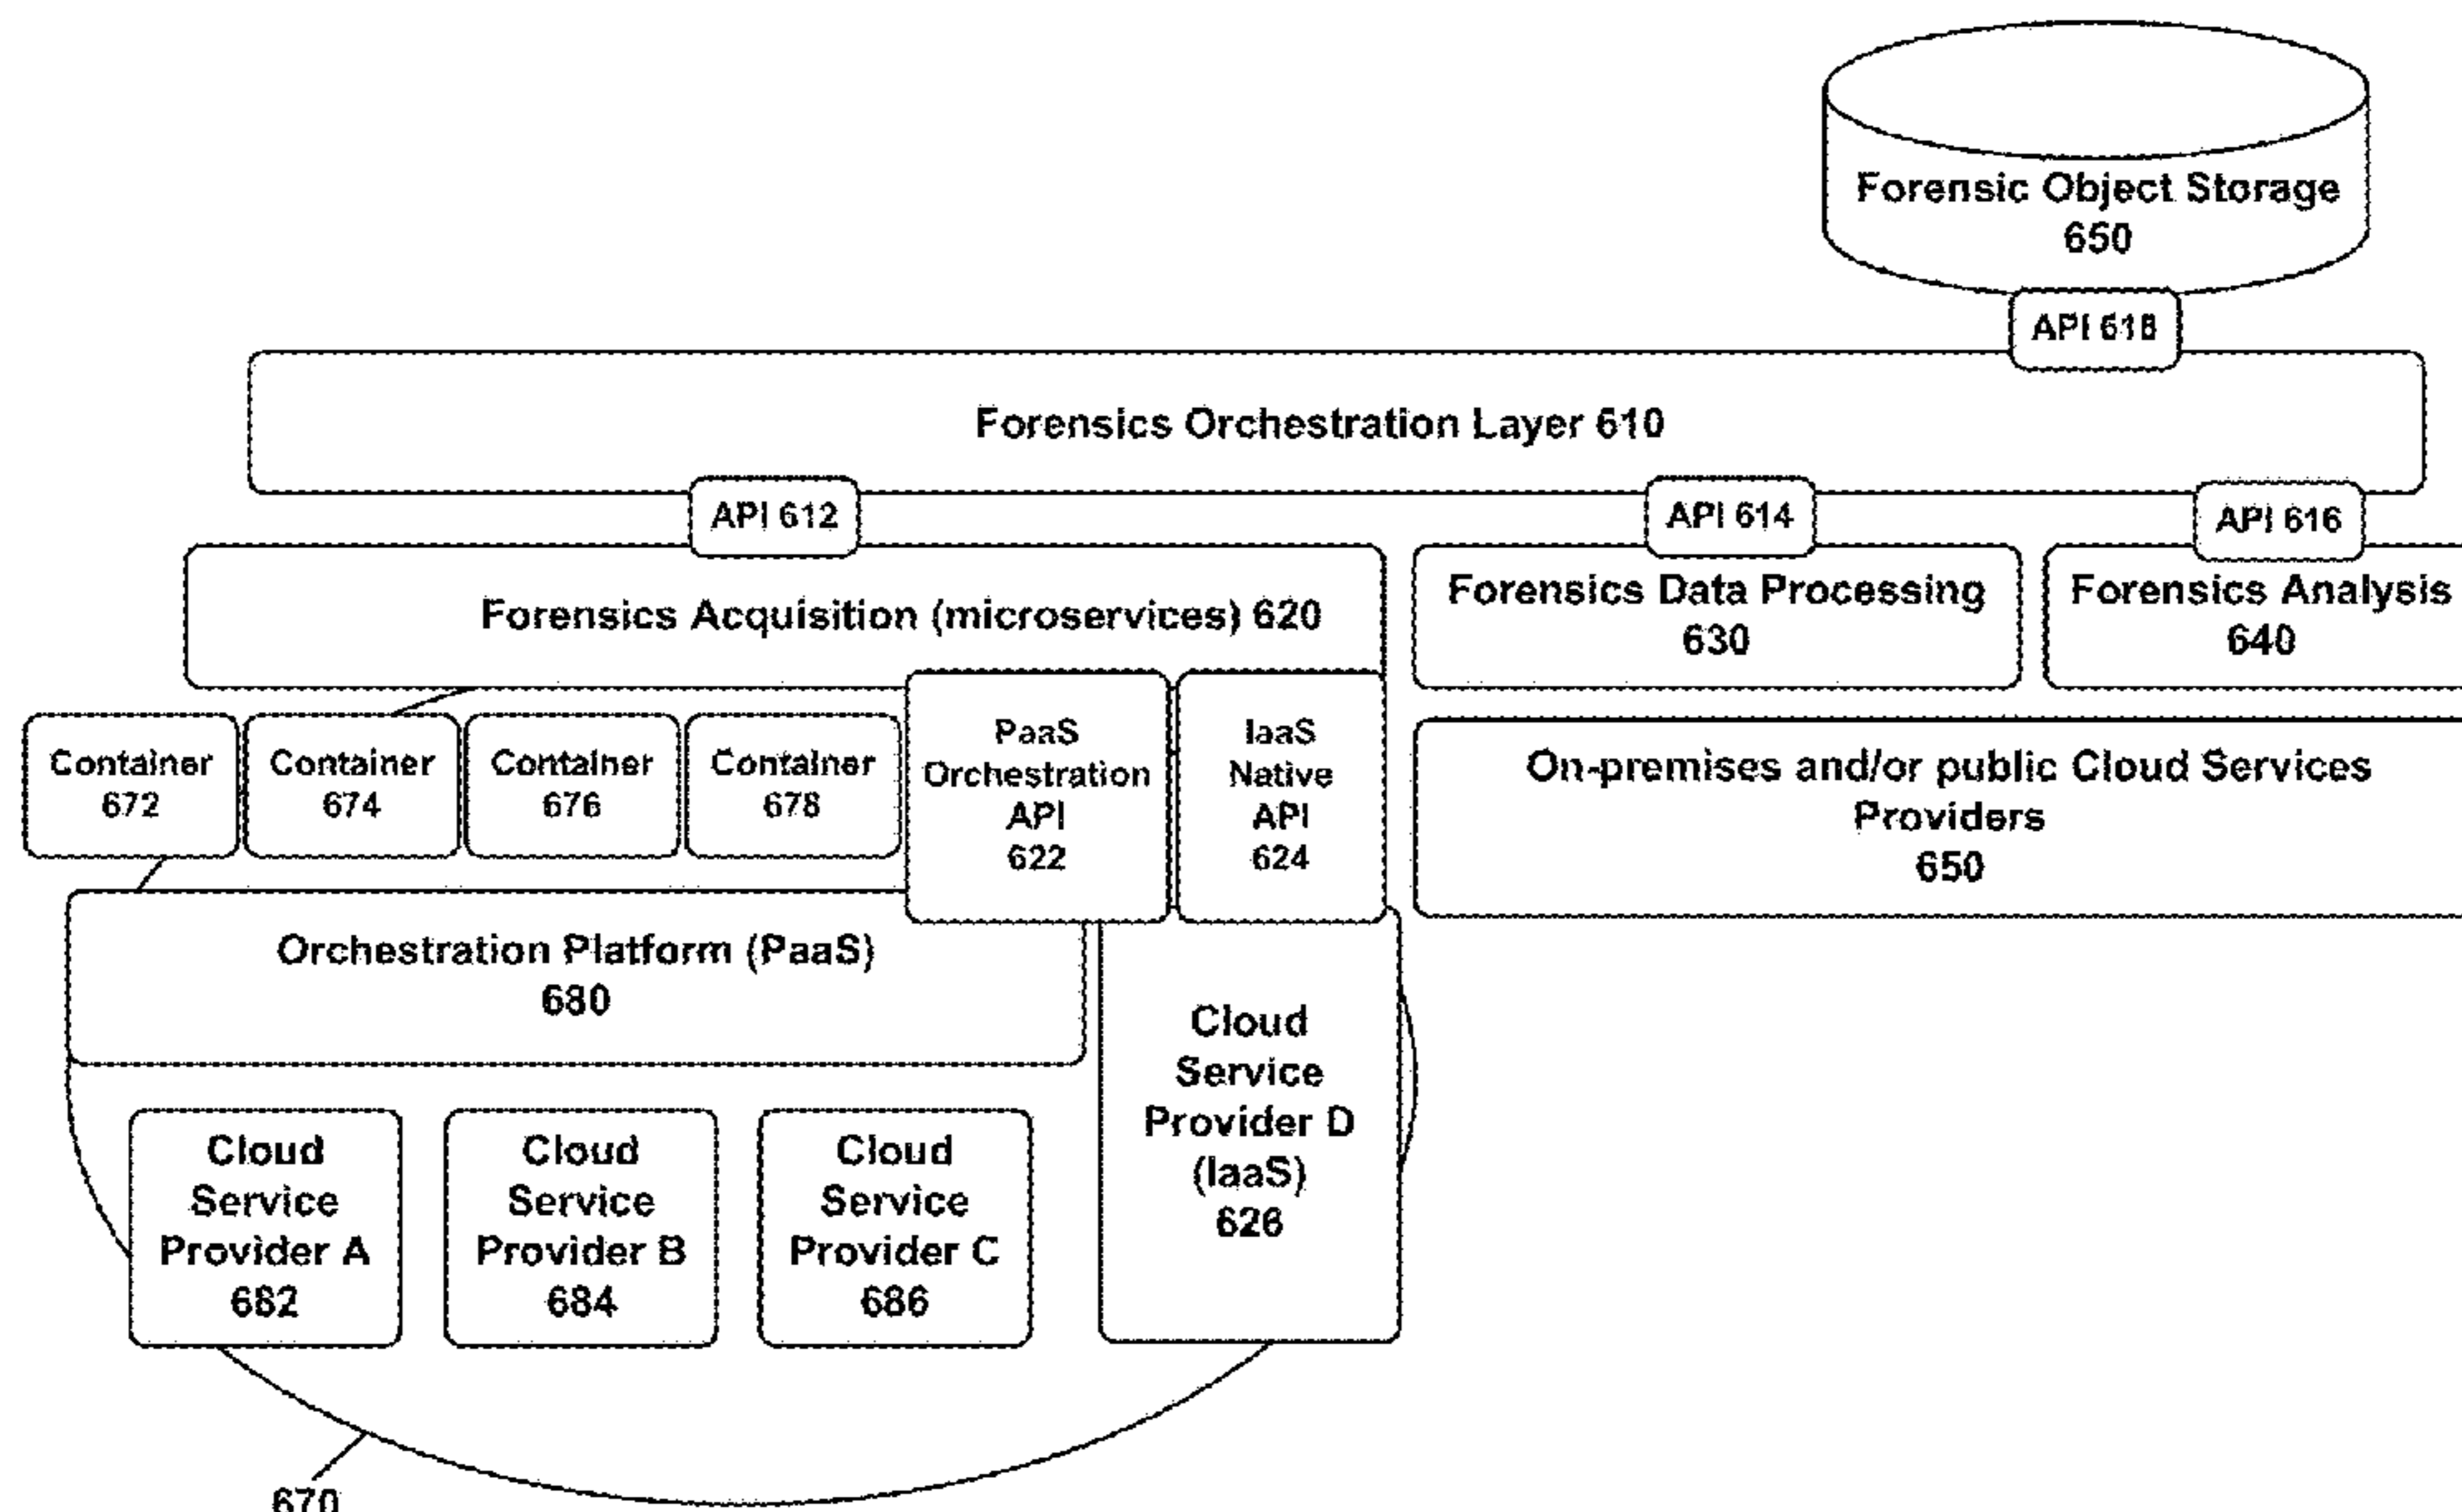 Forensic Object Storage
650
API 618
Forensics Orchestration Layer 610
API 612
API 614
API 616
Forensics Acquisition (microservices) 620
Forensics Data Processing
630
Forensics Analysis
640
Container
672
Container
674
Container
676
Container
678
PaaS
Orchestration
API
622
IaaS
Native
API
624
On-premises and/or public Cloud Services
Providers
650
Orchestration Platform (PaaS)
680
Cloud
Service
Provider A
682
Cloud
Service
Provider B
684
Cloud
Service
Provider C
686
Cloud
Service
Provider D
(IaaS)
626
670